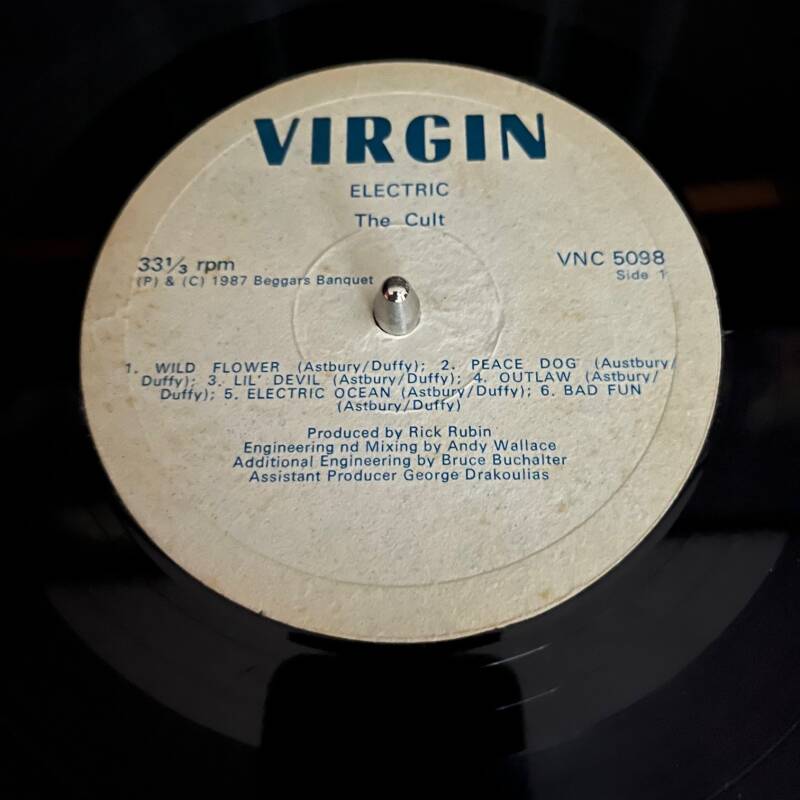 VIRGIN
ELECTRIC
The Cult
33⅓ rpm
(P) & (C) 1987 Beggars Banquet
VNC 5098
Side 1
1. WILD FLOWER (Astbury/Duffy); 2. PEACE DOG (Austbury/
Duffy); 3. LIL' DEVIL (Astbury/Duffy); 4. OUTLAW (Astbury/
Duffy); 5. ELECTRIC OCEAN (Astbury/Duffy); 6. BAD FUN
(Astbury/Duffy)
Produced by Rick Rubin
Engineering nd Mixing by Andy Wallace
Additional Engineering by Bruce Buchalter
Assistant Producer George Drakoulias